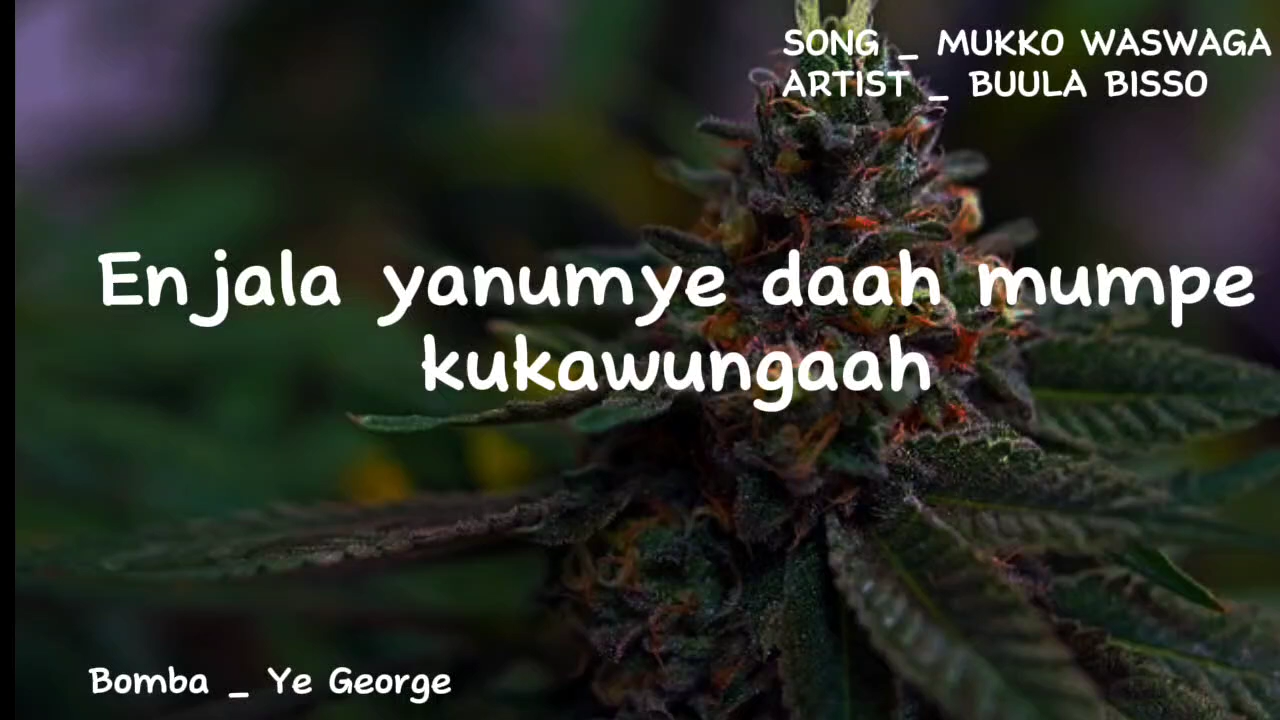 SONG _ MUKKO WASWAGA
ARTIST _ BUULA BISSO
Enjala yanumye daah mumpe
kukawungaah
Bomba _ Ye George